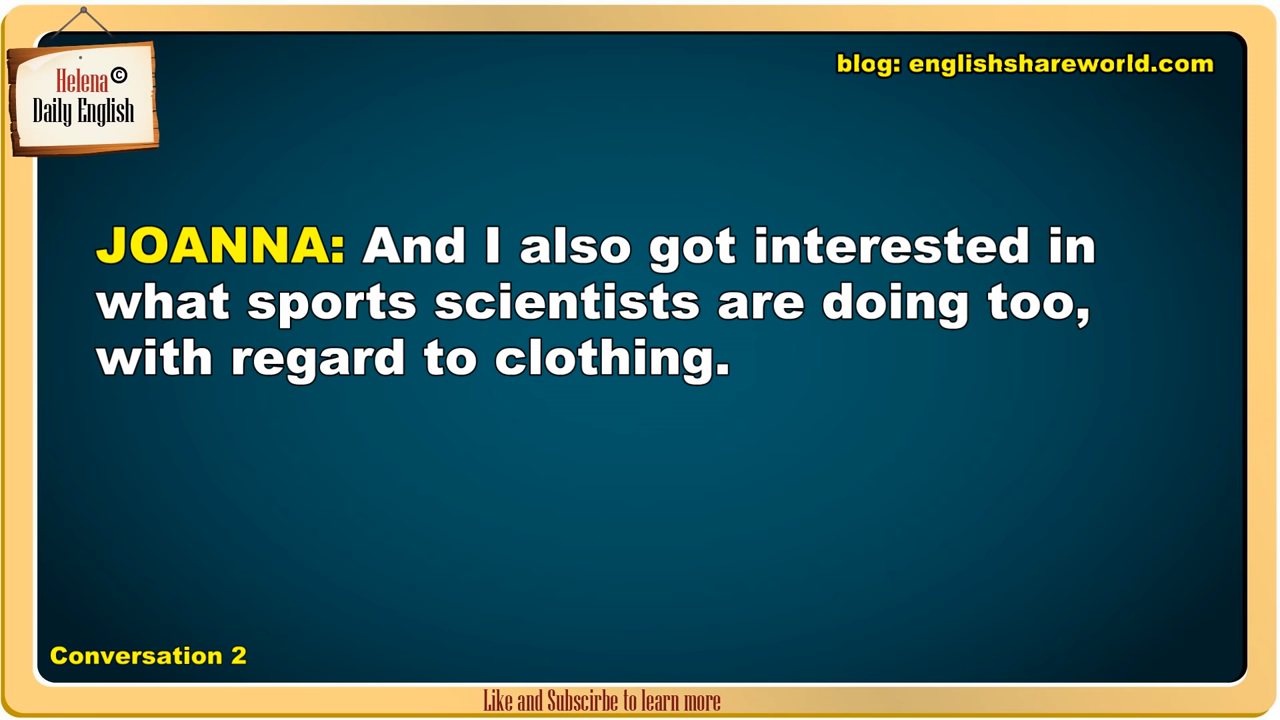 Helena ©
Daily English
blog: englishshareworld.com
JOANNA: And I also got interested in
what sports scientists are doing too,
with regard to clothing.
Conversation 2
Like and Subscirbe to learn more